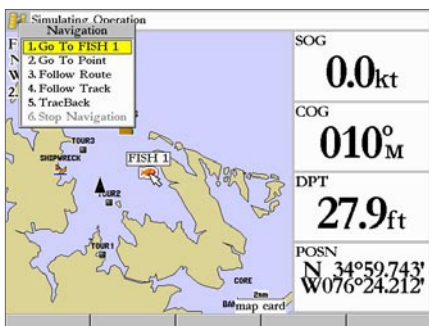 Simulating Operation
Navigation
1. Go To FISH 1
2. Go To Point
3. Follow Route
4. Follow Track
5. TracBack
6. Stop Navigation
F
N
W
2
TOUR3
SHIPWRECK
FISH 1
TOUR1
CORE
2nm
map card
SOG
0.0kt
COG
010°M
DPT
27.9ft
POSN
N 34°59.743'
W076°24.212'